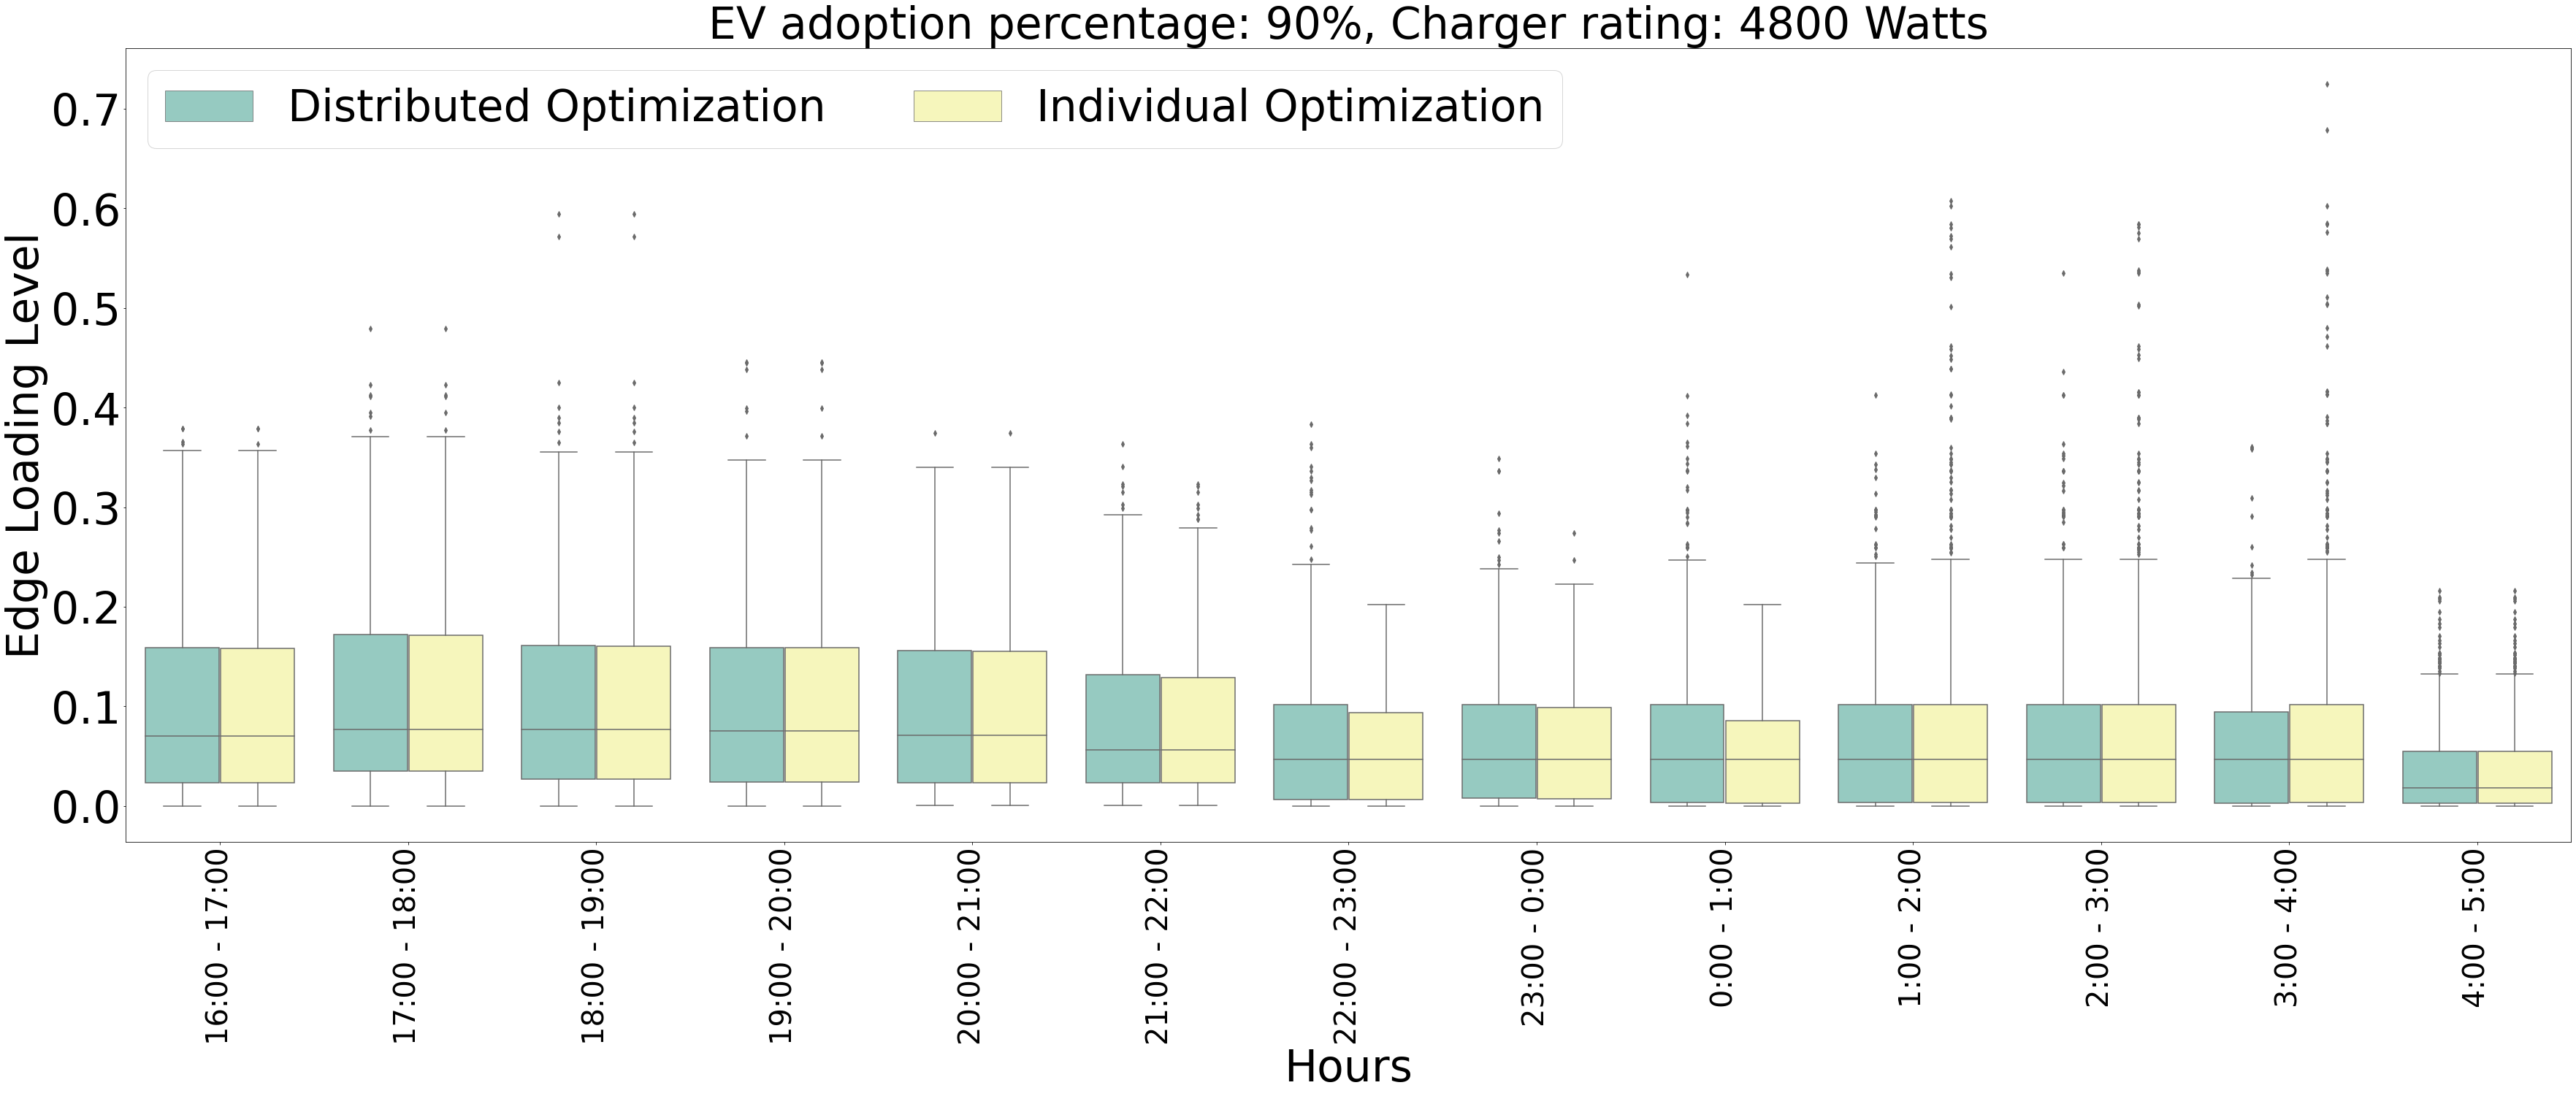 EV adoption percentage: 90%, Charger rating: 4800 Watts
Distributed Optimization
Individual Optimization
Edge Loading Level
0.7
0.6
0.5
0.4
0.3
0.2
0.1
0.0
16:00 - 17:00
17:00 - 18:00
18:00 - 19:00
19:00 - 20:00
20:00 - 21:00
21:00 - 22:00
22:00 - 23:00
23:00 - 0:00
0:00 - 1:00
1:00 - 2:00
2:00 - 3:00
3:00 - 4:00
4:00 - 5:00
Hours